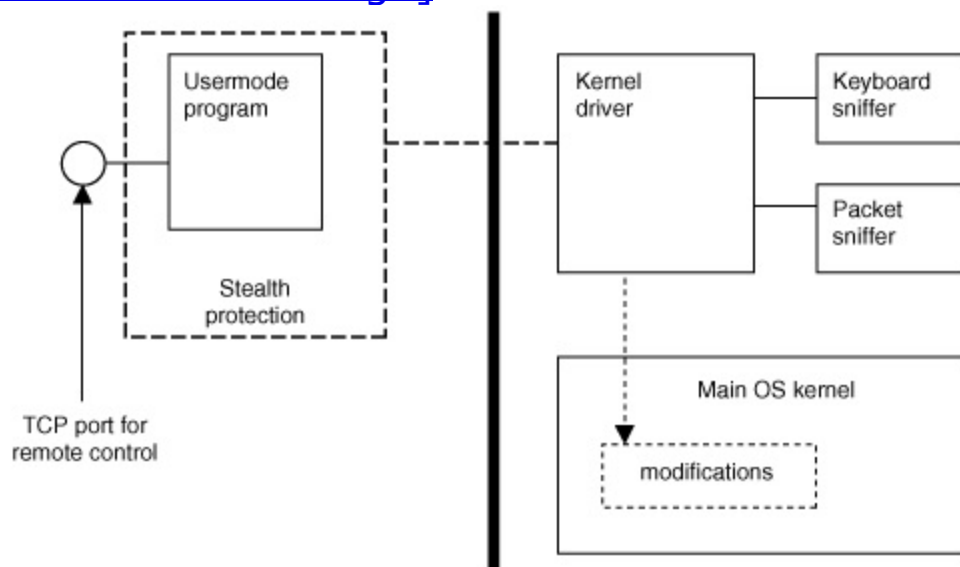 Usermode
program
Stealth
protection
TCP port for
remote control
Kernel
driver
Keyboard
sniffer
Packet
sniffer
Main OS kernel
modifications